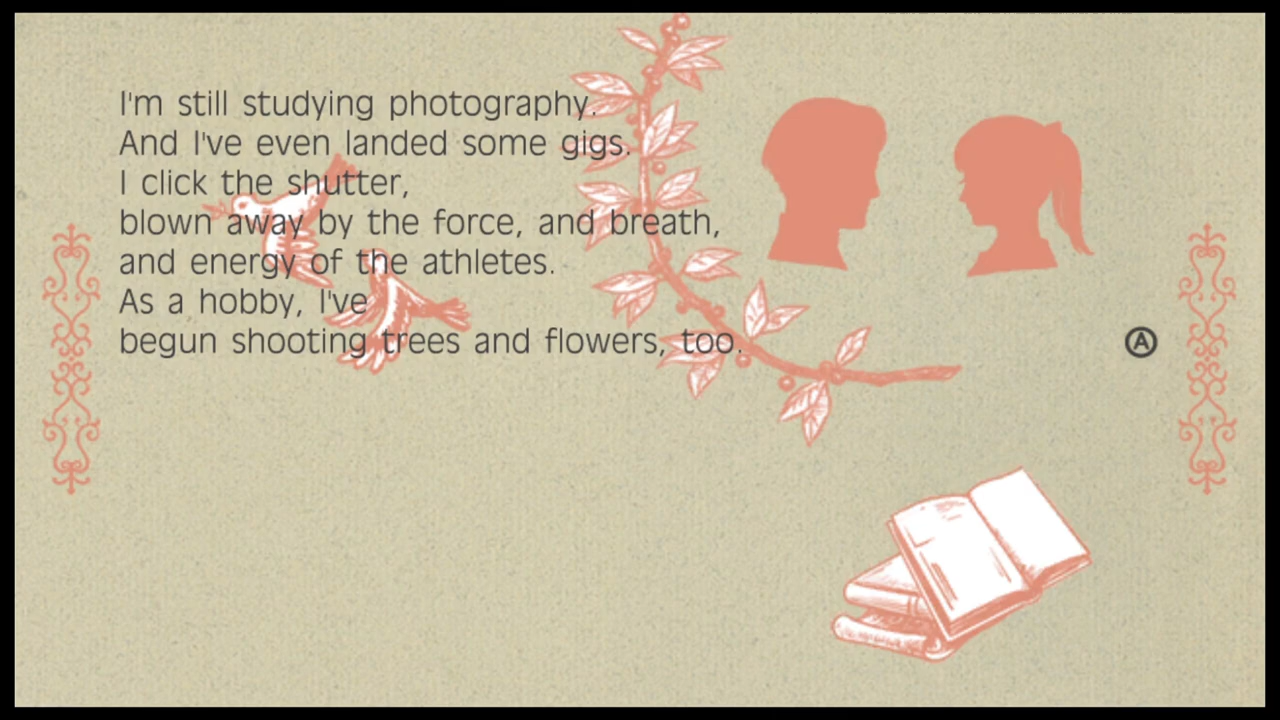 I'm still studying photography.
And I've even landed some gigs.
I click the shutter,
blown away by the force, and breath,
and energy of the athletes.
As a hobby, I've
begun shooting trees and flowers, too.
Ⓐ